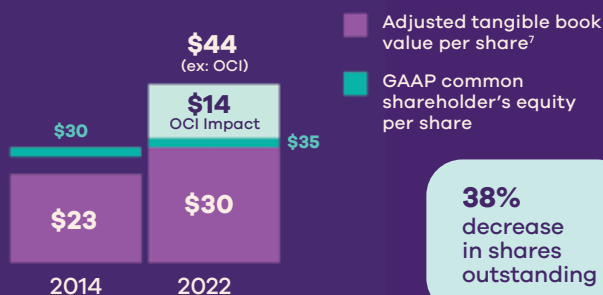 $44
(ex: OCI)
$14
OCI Impact
$30
$35
$23
$30
2014
2022
Adjusted tangible book
value per share⁷
GAAP common
shareholder’s equity
per share
38%
decrease
in shares
outstanding